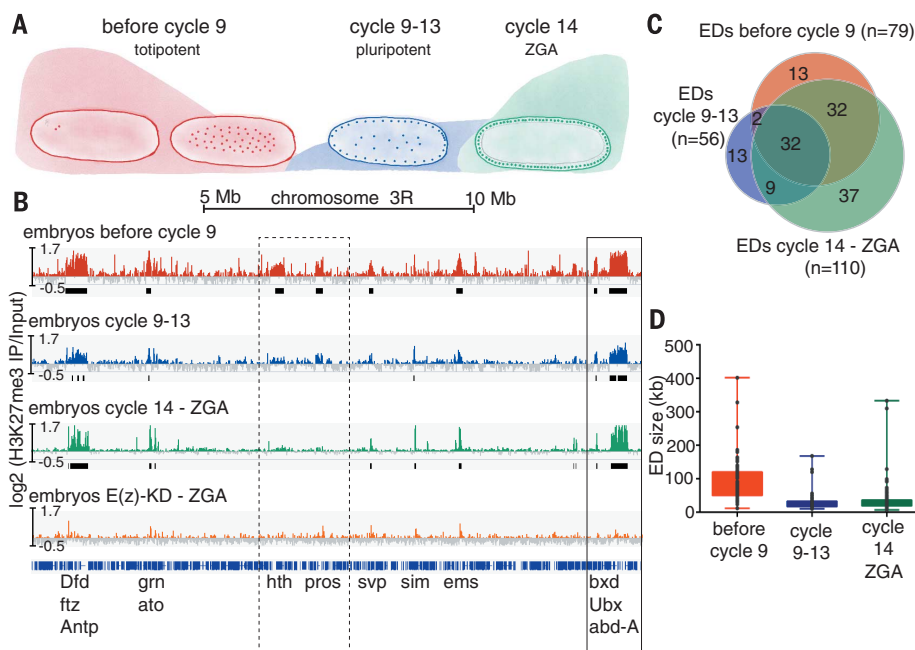 A
before cycle 9
totipotent
cycle 9-13
pluripotent
cycle 14
ZGA
B
5 Mb
chromosome 3R
10 Mb
log2 (H3K27me3 IP/Input)
embryos before cycle 9
1.7
-0.5
embryos cycle 9-13
1.7
-0.5
embryos cycle 14 - ZGA
1.7
-0.5
embryos E(z)-KD - ZGA
1.7
-0.5
Dfd
ftz
Antp
grn
ato
hth
pros
svp
sim
ems
bxd
Ubx
abd-A
C
EDs before cycle 9 (n=79)
EDs
cycle 9-13
(n=56)
13
2
32
32
13
9
37
EDs cycle 14 - ZGA
(n=110)
D
ED size (kb)
500
400
300
200
100
0
before
cycle 9
cycle
9-13
cycle
14
ZGA